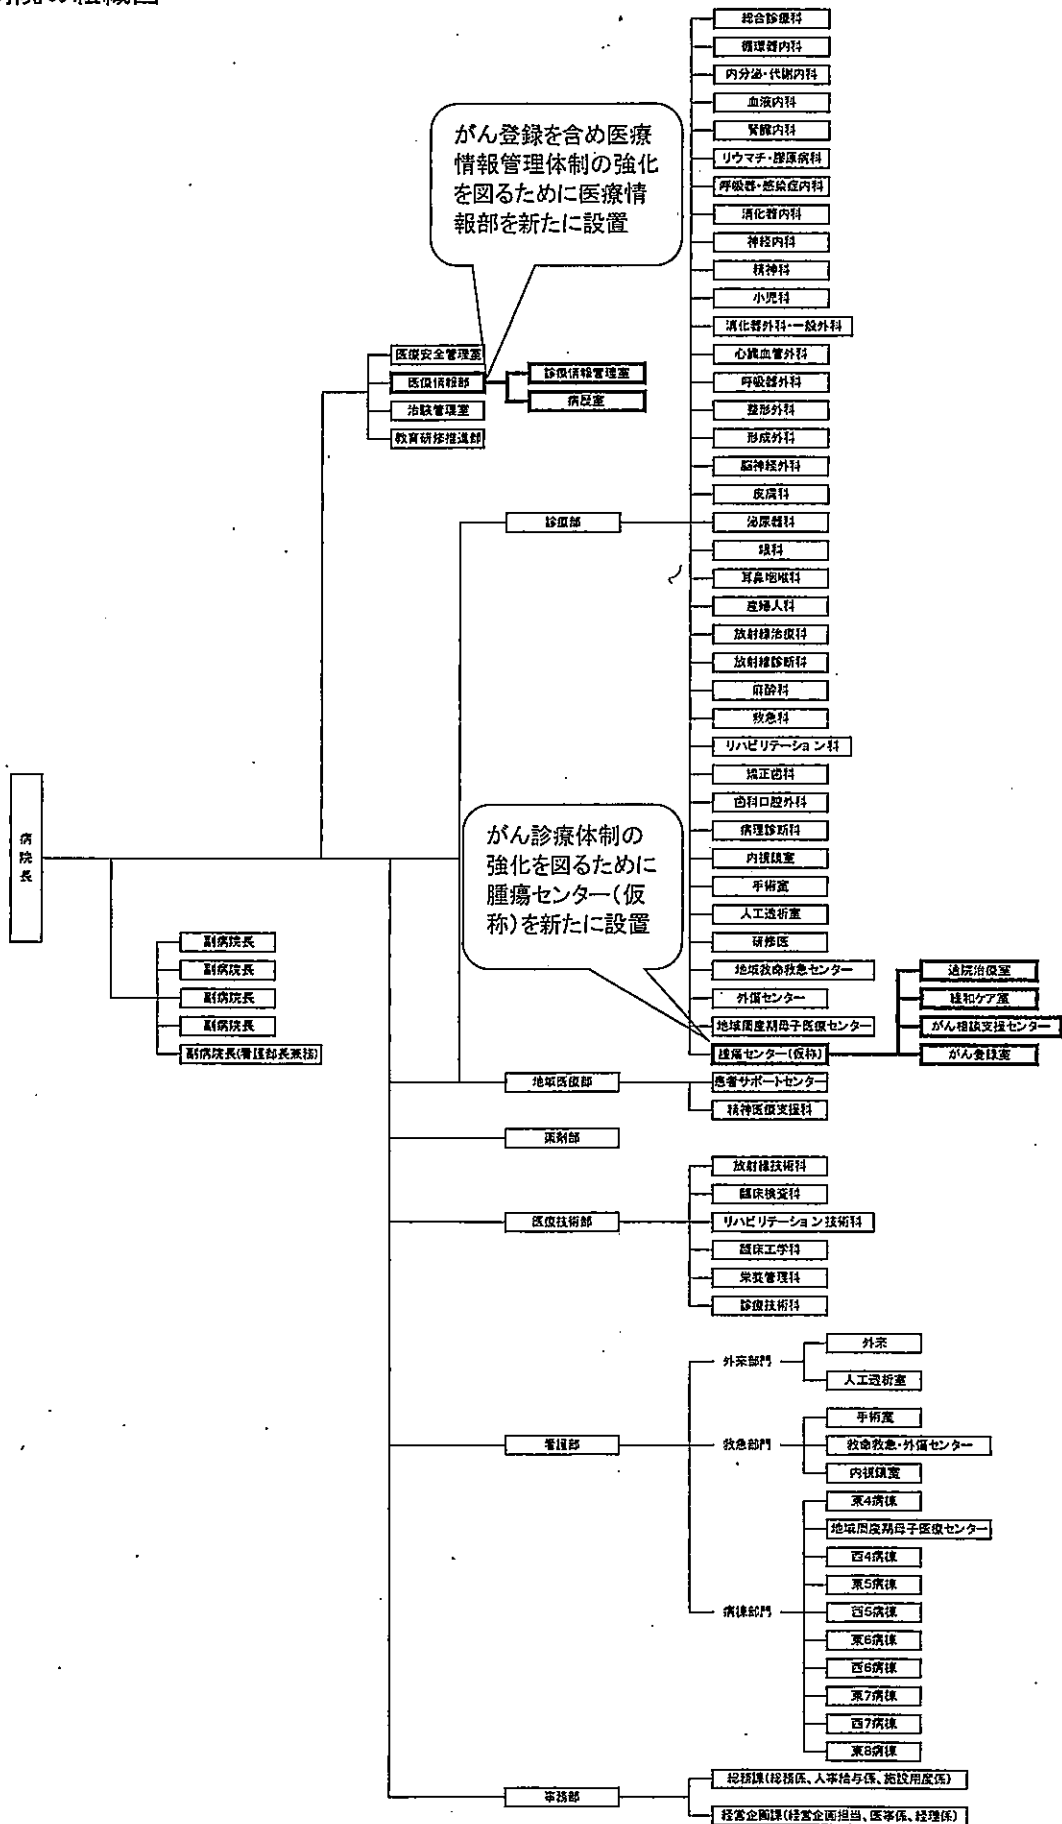 総合診療科
循環器内科
内分泌・代謝内科
血液内科
腎臓内科
リウマチ・膠原病科
呼吸器・感染症内科
消化器内科
神経内科
精神科
小児科
消化器外科・一般外科
心臓血管外科
呼吸器外科
整形外科
形成外科
脳神経外科
皮膚科
泌尿器科
眼科
耳鼻咽喉科
産婦人科
放射線治療科
放射線診断科
麻酔科
救急科
リハビリテーション科
矯正歯科
歯科口腔外科
病理診断科
内視鏡室
手術室
人工透析室
研修医
地域救命救急センター
外傷センター
地域周産期母子医療センター
腫瘍センター(仮称)
通院治療室
緩和ケア室
がん相談支援センター
がん登録室
がん登録を含め医療
情報管理体制の強化
を図るために医療情
報部を新たに設置
医療安全管理室
医療情報部
治験管理室
教育研修推進部
診療情報管理室
病歴室
診療部
がん診療体制の
強化を図るために
腫瘍センター(仮
称)を新たに設置
病院長
副病院長
副病院長
副病院長
副病院長
副病院長(看護部長兼務)
地域医療部
患者サポートセンター
精神医療支援科
薬剤部
医療技術部
放射線技術科
臨床検査科
リハビリテーション技術科
臨床工学科
栄養管理科
診療技術科
看護部
外来部門
外来
人工透析室
救急部門
手術室
救命救急・外傷センター
内視鏡室
病棟部門
東4病棟
地域周産期母子医療センター
西4病棟
東5病棟
西5病棟
東6病棟
西6病棟
東7病棟
西7病棟
東8病棟
事務部
総務課(総務係、人事給与係、施設用度係)
経営企画課(経営企画担当、医事係、経理係)